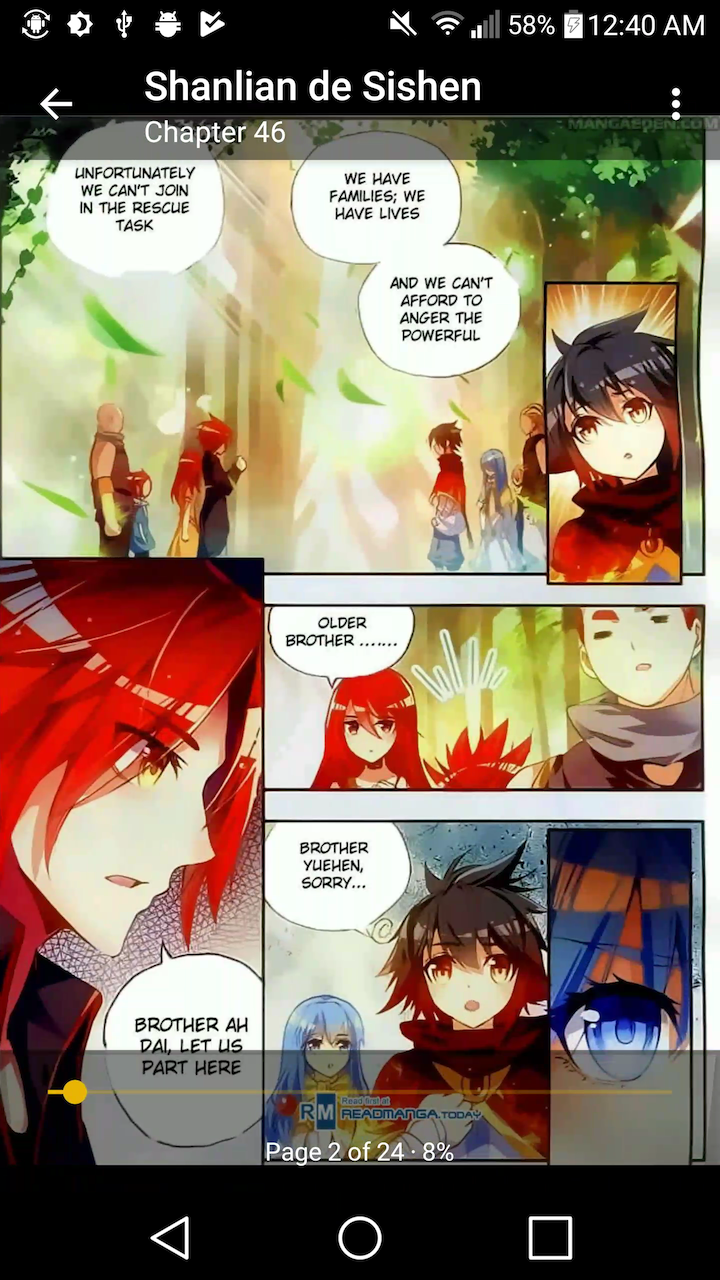 58% 12:40 AM
Shanlian de Sishen
Chapter 46
MANGAEDEN.COM
UNFORTUNATELY
WE CAN'T JOIN
IN THE RESCUE
TASK
WE HAVE
FAMILIES; WE
HAVE LIVES
AND WE CAN'T
AFFORD TO
ANGER THE
POWERFUL
OLDER
BROTHER .......
BROTHER
YUEHEN,
SORRY...
BROTHER AH
DAI, LET US
PART HERE
Read first at
RM READMANGA.TODAY
Page 2 of 24 · 8%